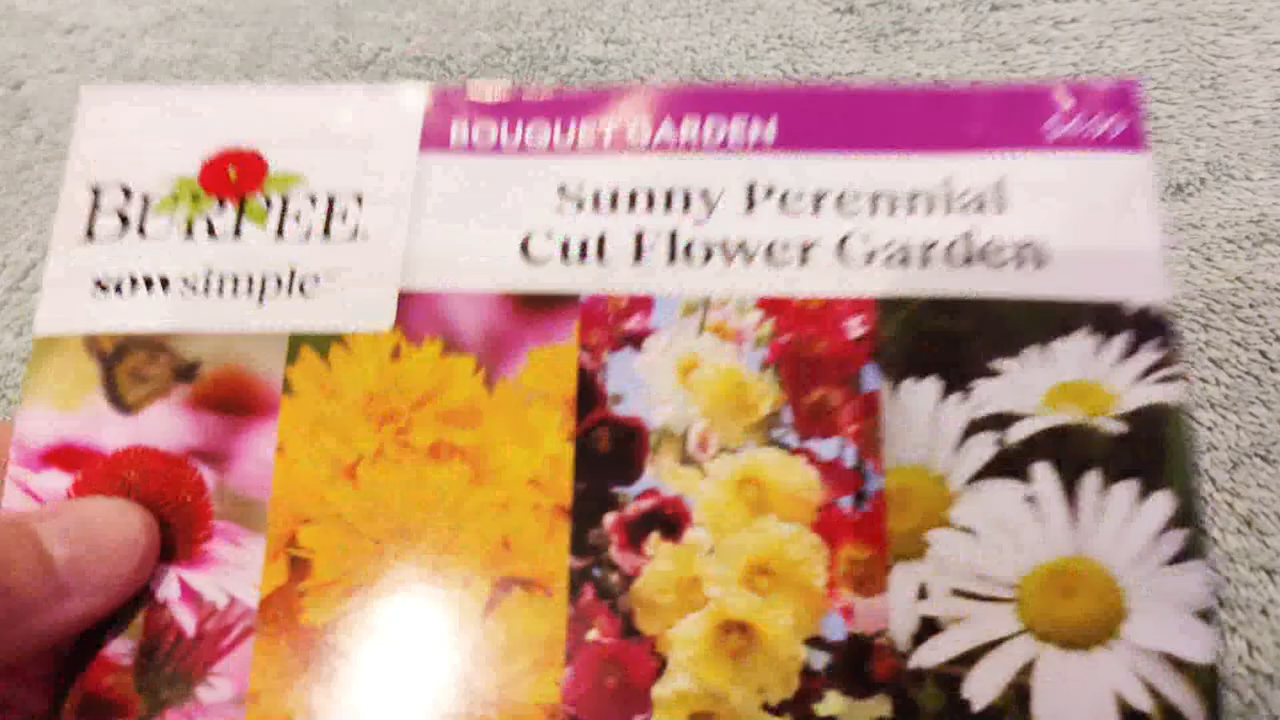 BURPEE
sow simple
BOUQUET GARDEN
Sunny Perennial
Cut Flower Garden